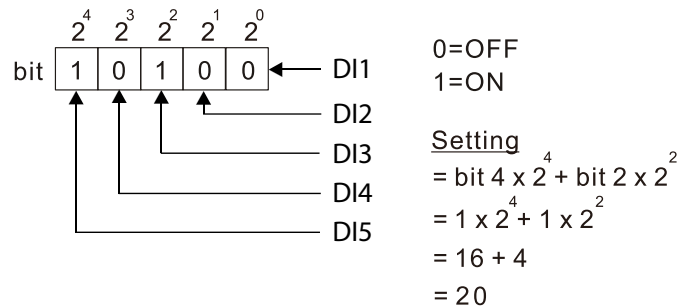 2⁴ 2³ 2² 2¹ 2⁰
bit 1 0 1 0 0 DI1
DI2
DI3
DI4
DI5
0=OFF
1=ON
Setting
= bit 4 x 2⁴ + bit 2 x 2²
= 1 x 2⁴ + 1 x 2²
= 16 + 4
= 20